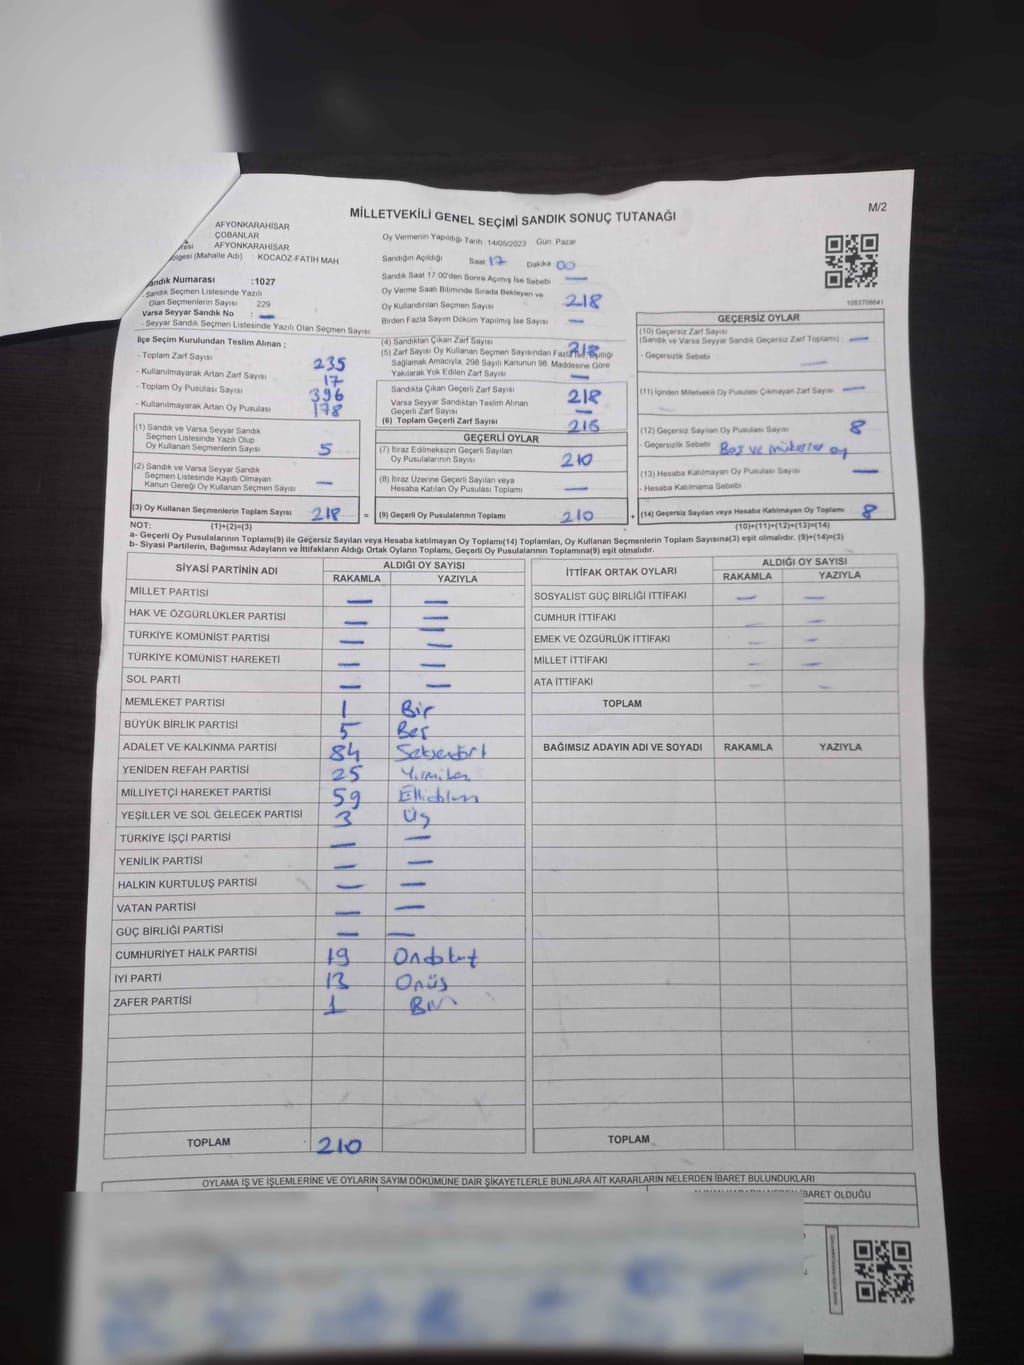 MİLLETVEKİLİ GENEL SEÇİMİ SANDIK SONUÇ TUTANAĞI
M/2
AFYONKARAHİSAR
ÇOBANLAR
AFYONKARAHİSAR
(Mahalle Adı) : KOCAÖZ-FATİH MAH
Sandık Numarası :1027
- Sandık Seçmen Listesinde Yazılı
Olan Seçmenlerin Sayısı 229
Varsa Seyyar Sandık No : —
- Seyyar Sandık Seçmen Listesinde Yazılı Olan Seçmen Sayısı
İlçe Seçim Kurulundan Teslim Alınan ;
- Toplam Zarf Sayısı 235
- Kullanılmayarak Artan Zarf Sayısı 17
- Toplam Oy Pusulası Sayısı 396
- Kullanılmayarak Artan Oy Pusulası 178
(1) Sandık ve Varsa Seyyar Sandık
Seçmen Listesinde Yazılı Olup
Oy Kullanan Seçmenlerin Sayısı 5
(2) Sandık ve Varsa Seyyar Sandık
Seçmen Listesinde Kayıtlı Olmayan
Kanun Gereği Oy Kullanan Seçmen Sayısı —
(3) Oy Kullanan Seçmenlerin Toplam Sayısı 218 =
Oy Vermenin Yapıldığı Tarih 14/05/2023 Gün Pazar
Sandığın Açıldığı Saat 17 Dakika 00
Sandık Saat 17:00'den Sonra Açılmış İse Sebebi —
Oy Verme Saati Bitiminde Sırada Bekleyen ve
Oy Kullandırılan Seçmen Sayısı 218
Birden Fazla Sayım Döküm Yapılmış İse Sayısı —
(4) Sandıktan Çıkan Zarf Sayısı 218
(5) Zarf Sayısı Oy Kullanan Seçmen Sayısından Fazla İse, Eşitliği
Sağlamak Amacıyla, 298 Sayılı Kanunun 98. Maddesine Göre
Yakılarak Yok Edilen Zarf Sayısı —
Sandıkta Çıkan Geçerli Zarf Sayısı 218
Varsa Seyyar Sandıktan Teslim Alınan
Geçerli Zarf Sayısı —
(6) Toplam Geçerli Zarf Sayısı
GEÇERLİ OYLAR
(7) İtiraz Edilmeksizin Geçerli Sayılan
Oy Pusulalarının Sayısı 210
(8) İtiraz Üzerine Geçerli Sayılan veya
Hesaba Katılan Oy Pusulası Toplamı —
(9) Geçerli Oy Pusulalarının Toplamı 210 +
GEÇERSİZ OYLAR
1082708641
(10) Geçersiz Zarf Sayısı
(Sandık ve Varsa Seyyar Sandık Geçersiz Zarf Toplamı) —
- Geçersizlik Sebebi —
(11) İçinden Milletvekili Oy Pusulası Çıkmayan Zarf Sayısı —
(12) Geçersiz Sayılan Oy Pusulası Sayısı 8
- Geçersizlik Sebebi Boş ve mükerrer oy
(13) Hesaba Katılmayan Oy Pusulası Sayısı —
- Hesaba Katılmama Sebebi
(14) Geçersiz Sayılan veya Hesaba Katılmayan Oy Toplamı 8
NOT: (1)+(2)=(3) (10)+(11)+(12)+(13)=(14)
a- Geçerli Oy Pusulalarının Toplamı(9) ile Geçersiz Sayılan veya Hesaba katılmayan Oy Toplamı(14) Toplamları, Oy Kullanan Seçmenlerin Toplam Sayısına(3) eşit olmalıdır. (9)+(14)=(3)
b- Siyasi Partilerin, Bağımsız Adayların ve İttifakların Aldığı Ortak Oyların Toplamı, Geçerli Oy Pusulalarının Toplamına(9) eşit olmalıdır.
SİYASİ PARTİNİN ADI ALDIĞI OY SAYISI
RAKAMLA YAZIYLA
MİLLET PARTİSİ — —
HAK VE ÖZGÜRLÜKLER PARTİSİ — —
TÜRKİYE KOMÜNİST PARTİSİ — —
TÜRKİYE KOMÜNİST HAREKETİ — —
SOL PARTİ — —
MEMLEKET PARTİSİ 1 Bir
BÜYÜK BİRLİK PARTİSİ 5 Beş
ADALET VE KALKINMA PARTİSİ 84 Seksendört
YENİDEN REFAH PARTİSİ 25
MİLLİYETÇİ HAREKET PARTİSİ 59 Ellidokuz
YEŞİLLER VE SOL GELECEK PARTİSİ 3 Üç
TÜRKİYE İŞÇİ PARTİSİ — —
YENİLİK PARTİSİ — —
HALKIN KURTULUŞ PARTİSİ — —
VATAN PARTİSİ — —
GÜÇ BİRLİĞİ PARTİSİ — —
CUMHURİYET HALK PARTİSİ 19 Ondokuz
İYİ PARTİ 13 Onüç
ZAFER PARTİSİ 1 Bir
TOPLAM 210
İTTİFAK ORTAK OYLARI ALDIĞI OY SAYISI
RAKAMLA YAZIYLA
SOSYALİST GÜÇ BİRLİĞİ İTTİFAKI — —
CUMHUR İTTİFAKI — —
EMEK VE ÖZGÜRLÜK İTTİFAKI — —
MİLLET İTTİFAKI — —
ATA İTTİFAKI — —
TOPLAM
BAĞIMSIZ ADAYIN ADI VE SOYADI RAKAMLA YAZIYLA
TOPLAM
OYLAMA İŞ VE İŞLEMLERİNE VE OYLARIN SAYIM DÖKÜMÜNE DAİR ŞİKAYETLERLE BUNLARA AİT KARARLARIN NELERDEN İBARET BULUNDUKLARI
İBARET OLDUĞU